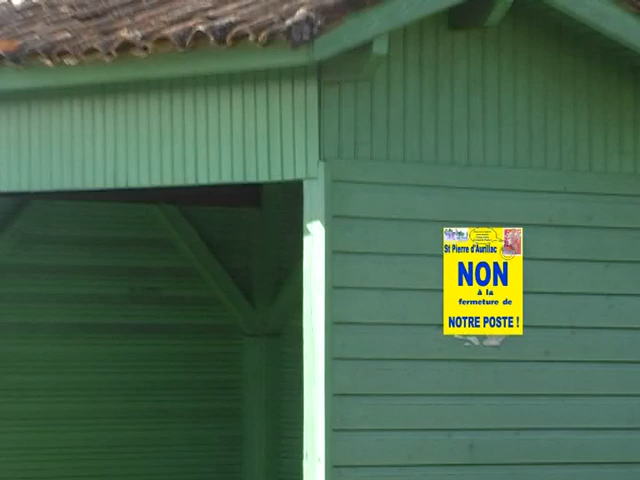 St Pierre d'Aurillac
NON
à la
fermeture de
NOTRE POSTE !